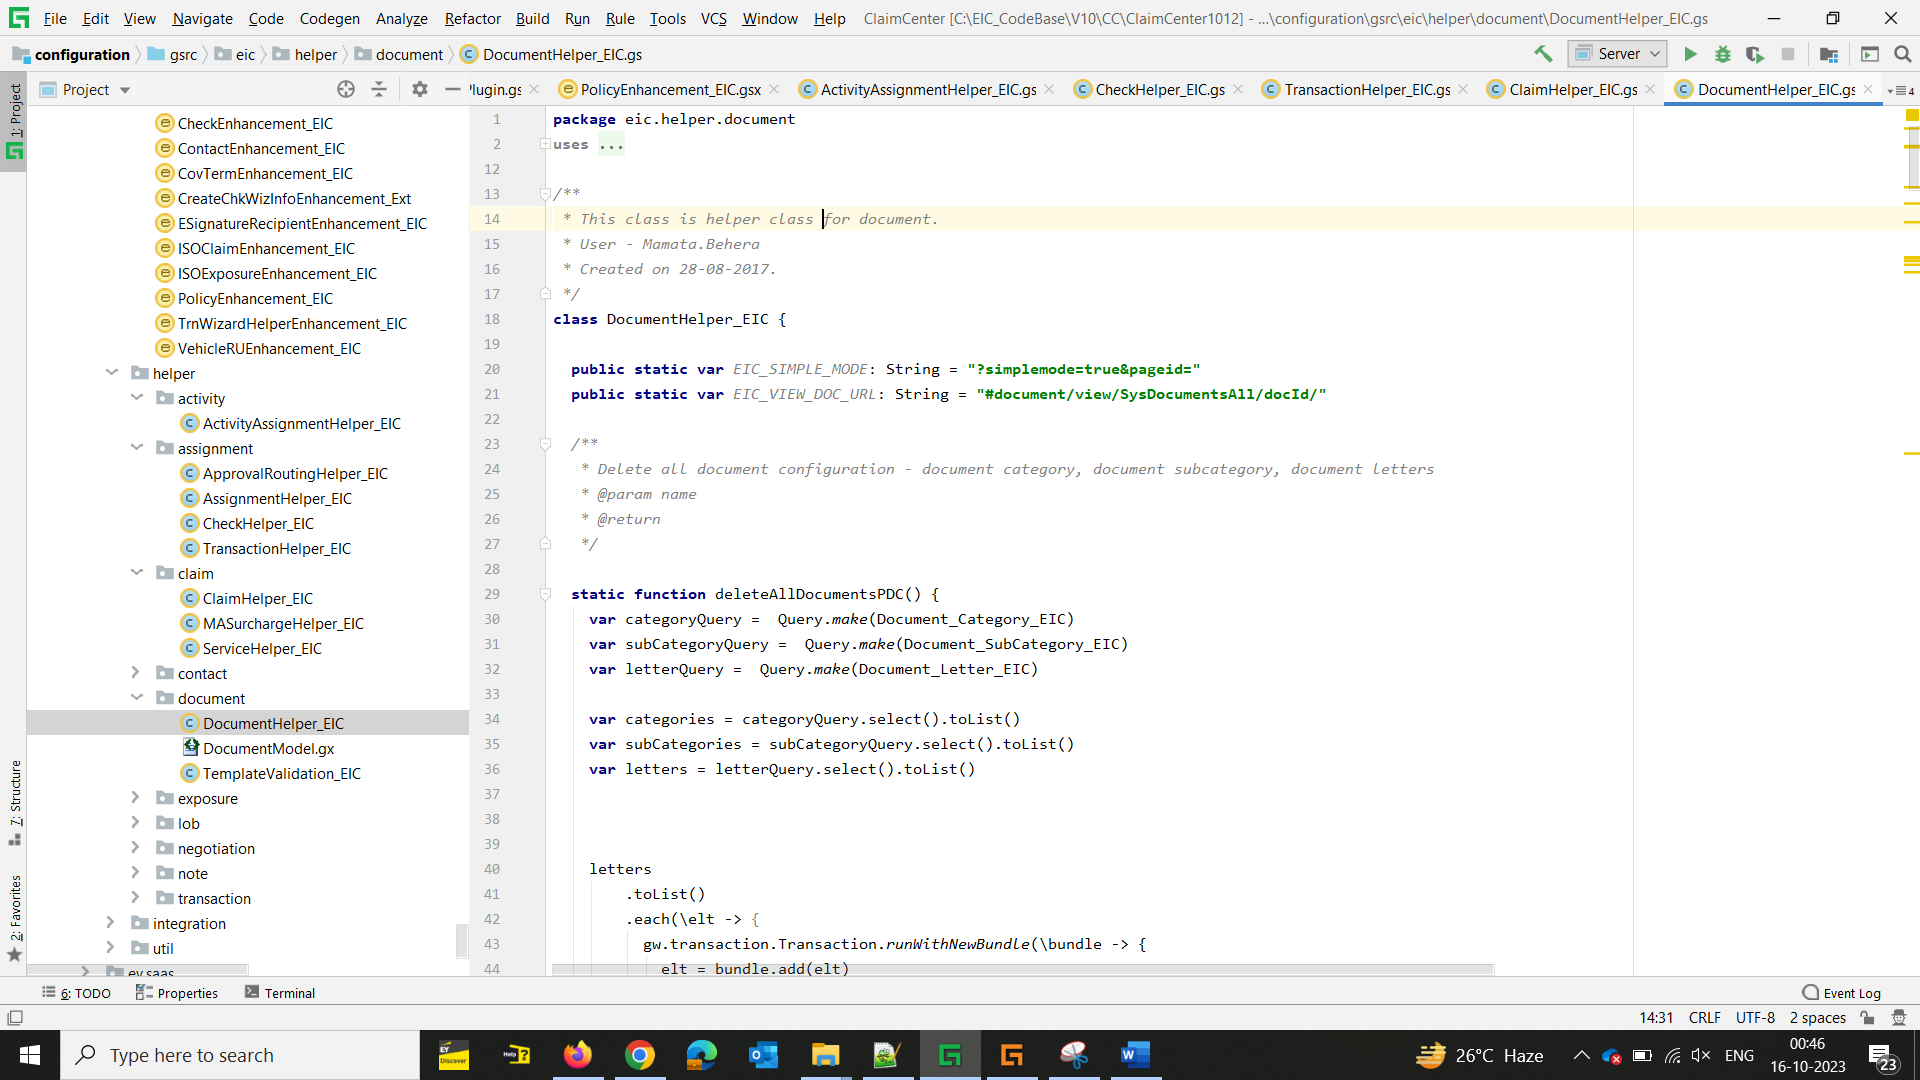 File Edit View Navigate Code Codegen Analyze Refactor Build Run Rule Tools VCS Window Help ClaimCenter [C:\EIC_CodeBase\V10\CC\ClaimCenter1012] - ...\configuration\gsrc\eic\helper\document\DocumentHelper_EIC.gs
configuration gsrc eic helper document DocumentHelper_EIC.gs Server
Project Plugin.gs PolicyEnhancement_EIC.gsx ActivityAssignmentHelper_EIC.gs CheckHelper_EIC.gs TransactionHelper_EIC.gs ClaimHelper_EIC.gs DocumentHelper_EIC.gs 4
1: Project
7: Structure
2: Favorites
CheckEnhancement_EIC
ContactEnhancement_EIC
CovTermEnhancement_EIC
CreateChkWizInfoEnhancement_Ext
ESignatureRecipientEnhancement_EIC
ISOClaimEnhancement_EIC
ISOExposureEnhancement_EIC
PolicyEnhancement_EIC
TrnWizardHelperEnhancement_EIC
VehicleRUEnhancement_EIC
helper
activity
ActivityAssignmentHelper_EIC
assignment
ApprovalRoutingHelper_EIC
AssignmentHelper_EIC
CheckHelper_EIC
TransactionHelper_EIC
claim
ClaimHelper_EIC
MASurchargeHelper_EIC
ServiceHelper_EIC
contact
document
DocumentHelper_EIC
DocumentModel.gx
TemplateValidation_EIC
exposure
lob
negotiation
note
transaction
integration
util
ey.saas
1 package eic.helper.document
2 uses ...
12
13 /**
14 * This class is helper class for document.
15 * User - Mamata.Behera
16 * Created on 28-08-2017.
17 */
18 class DocumentHelper_EIC {
19
20 public static var EIC_SIMPLE_MODE: String = "?simplemode=true&pageid="
21 public static var EIC_VIEW_DOC_URL: String = "#document/view/SysDocumentsAll/docId/"
22
23 /**
24 * Delete all document configuration - document category, document subcategory, document letters
25 * @param name
26 * @return
27 */
28
29 static function deleteAllDocumentsPDC() {
30 var categoryQuery = Query.make(Document_Category_EIC)
31 var subCategoryQuery = Query.make(Document_SubCategory_EIC)
32 var letterQuery = Query.make(Document_Letter_EIC)
33
34 var categories = categoryQuery.select().toList()
35 var subCategories = subCategoryQuery.select().toList()
36 var letters = letterQuery.select().toList()
37
38
39
40 letters
41 .toList()
42 .each(\elt -> {
43 gw.transaction.Transaction.runWithNewBundle(\bundle -> {
44 elt = bundle.add(elt)
6: TODO Properties Terminal Event Log
14:31 CRLF UTF-8 2 spaces
Type here to search EY Discover Help ? 26°C Haze ENG 00:46
16-10-2023 23